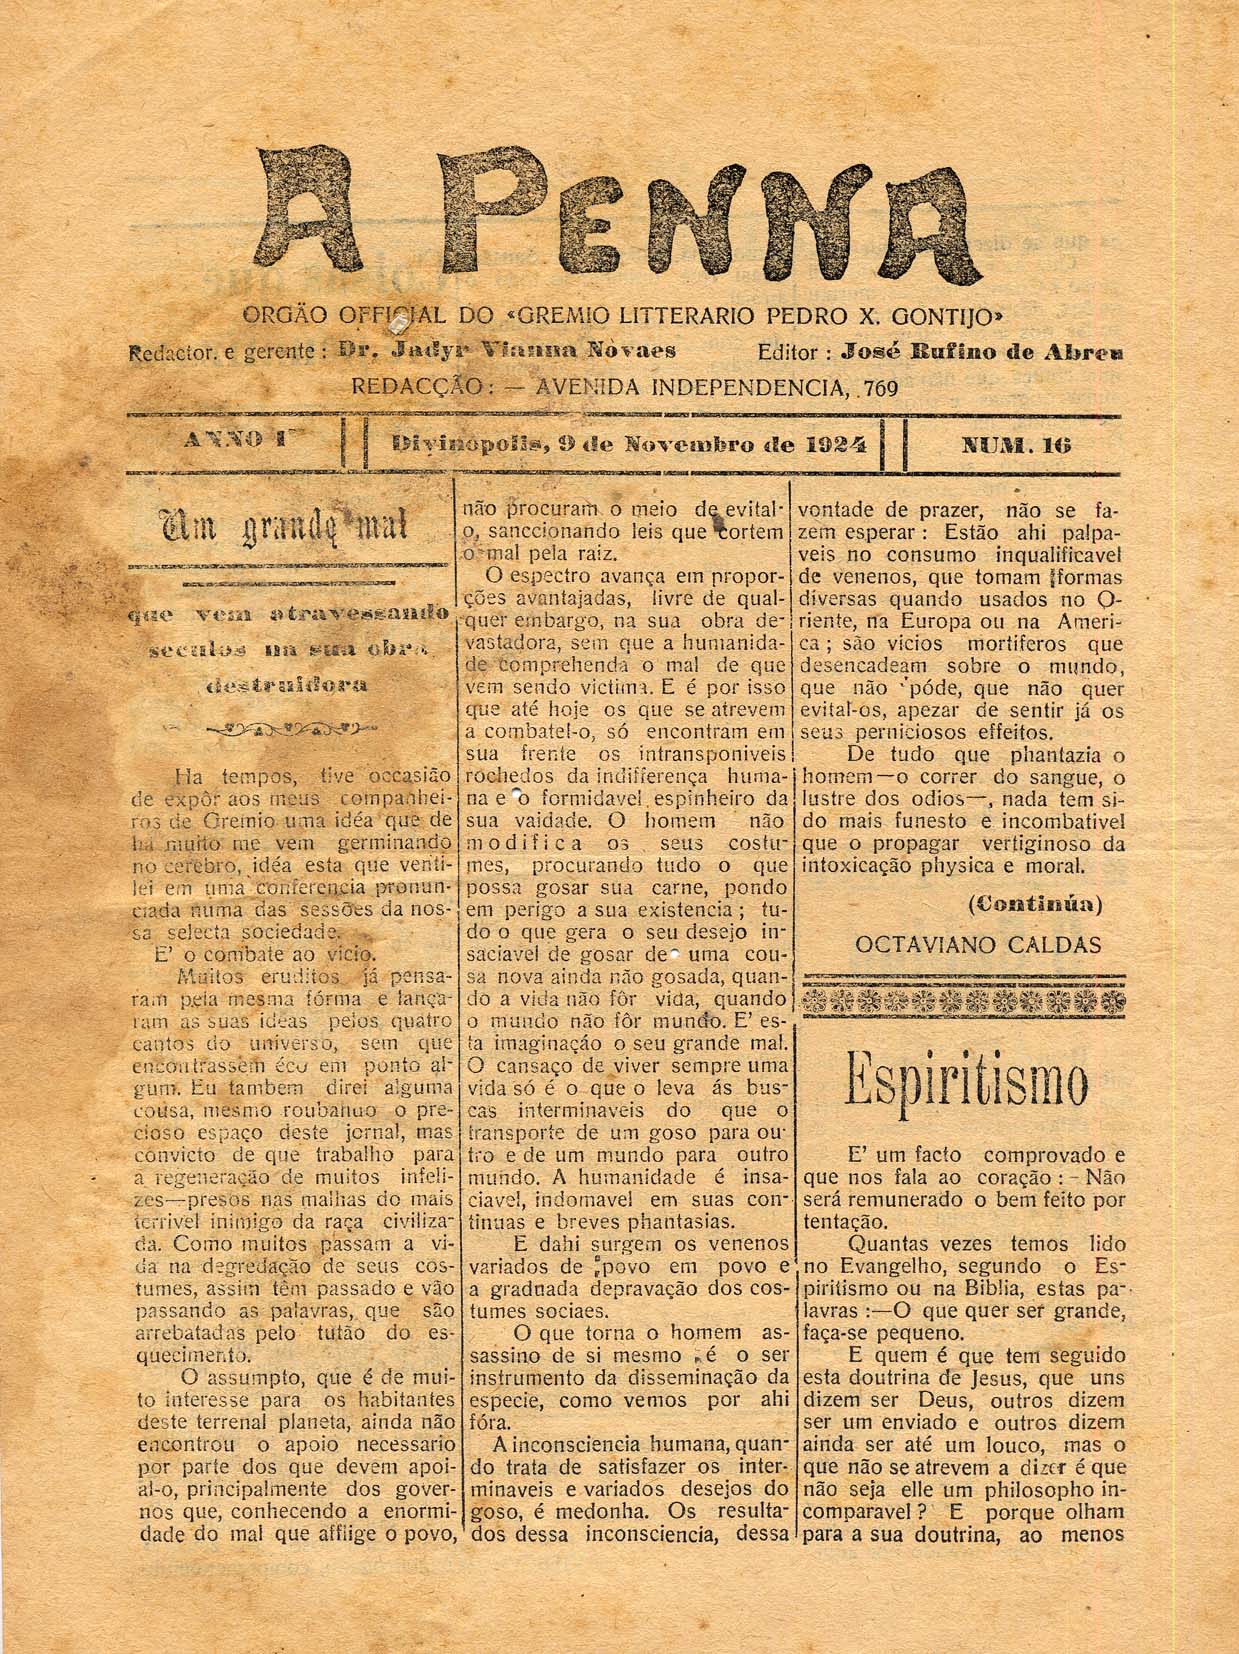 A PENNA
ORGÃO OFFICIAL DO «GREMIO LITTERARIO PEDRO X. GONTIJO»
Redactor. e gerente : Dr. Jadyr Vianna Novaes
Editor : José Rufino de Abreu
REDACÇÃO: — AVENIDA INDEPENDENCIA, 769
ANNO I
Divinopolis, 9 de Novembro de 1924
NUM. 16
Um grande mal
que vem atravessando
seculos na sua obra
destruidora
Ha tempos, tive occasião
de expôr aos meus companhei-
ros de Gremio uma idéa que de
ha muito me vem germinando
no cerebro, idéa esta que venti-
lei em uma conferencia pronun-
ciada numa das sessões da nos-
sa selecta sociedade.
E' o combate ao vicio.
Muitos eruditos já pensa-
ram pela mesma fórma e lança-
ram as suas ideas pelos quatro
cantos do universo, sem que
encontrassem éco em ponto al-
gum. Eu tambem direi alguma
cousa, mesmo roubando o pre-
cioso espaço deste jornal, mas
convicto de que trabalho para
a regeneração de muitos infeli-
zes—presos nas malhas do mais
terrivel inimigo da raça civiliza-
da. Como muitos passam a vi-
da na degredação de seus cos-
tumes, assim têm passado e vão
passando as palavras, que são
arrebatadas pelo tufão do es-
quecimento.
O assumpto, que é de mui-
to interesse para os habitantes
deste terrenal planeta, ainda não
encontrou o apoio necessario
por parte dos que devem apoi-
al-o, principalmente dos gover-
nos que, conhecendo a enormi-
dade do mal que afflige o povo,
não procuram o meio de evital-
o, sanccionando leis que cortem
o mal pela raiz.
O espectro avança em propor-
ções avantajadas, livre de qual-
quer embargo, na sua obra de-
vastadora, sem que a humanida-
de comprehenda o mal de que
vem sendo victima. E é por isso
que até hoje os que se atrevem
a combatel-o, só encontram em
sua frente os intransponiveis
rochedos da indifferença huma-
na e o formidavel espinheiro da
sua vaidade. O homem não
modifica os seus costu-
mes, procurando tudo o que
possa gosar sua carne, pondo
em perigo a sua existencia ; tu-
do o que gera o seu desejo in-
saciavel de gosar de uma cou-
sa nova ainda não gosada, quan-
do a vida não fôr vida, quando
o mundo não fôr mundo. E' es-
ta imaginação o seu grande mal.
O cansaço de viver sempre uma
vida só é o que o leva ás bus-
cas interminaveis do que o
transporte de um goso para ou-
tro e de um mundo para outro
mundo. A humanidade é insa-
ciavel, indomavel em suas con-
tinuas e breves phantasias.
E dahi surgem os venenos
variados de povo em povo e
a gradnada depravação dos cos-
tumes sociaes.
O que torna o homem as-
sassino de si mesmo é o ser
instrumento da disseminação da
especie, como vemos por ahi
fóra.
A inconsciencia humana, quan-
do trata de satisfazer os inter-
minaveis e variados desejos do
goso, é medonha. Os resulta-
dos dessa inconsciencia, dessa
vontade de prazer, não se fa-
zem esperar : Estão ahi palpa-
veis no consumo inqualificavel
de venenos, que tomam formas
diversas quando usados no O-
riente, na Europa ou na Ameri-
ca ; são vicios mortiferos que
desencadeam sobre o mundo,
que não póde, que não quer
evital-os, apezar de sentir já os
seus perniciosos effeitos.
De tudo que phantazia o
homem—o correr do sangue, o
lustre dos odios—, nada tem si-
do mais funesto e incombativel
que o propagar vertiginoso da
intoxicação physica e moral.
(Continúa)
OCTAVIANO CALDAS
Espiritismo
E' um facto comprovado e
que nos fala ao coração : - Não
será remunerado o bem feito por
tentação.
Quantas vezes temos lido
no Evangelho, segundo o Es-
piritismo ou na Biblia, estas pa-
lavras :—O que quer ser grande,
faça-se pequeno.
E quem é que tem seguido
esta doutrina de Jesus, que uns
dizem ser Deus, outros dizem
ser um enviado e outros dizem
ainda ser até um louco, mas o
que não se atrevem a dizer é que
não seja elle um philosopho in-
comparavel ? E porque olham
para a sua doutrina, ao menos